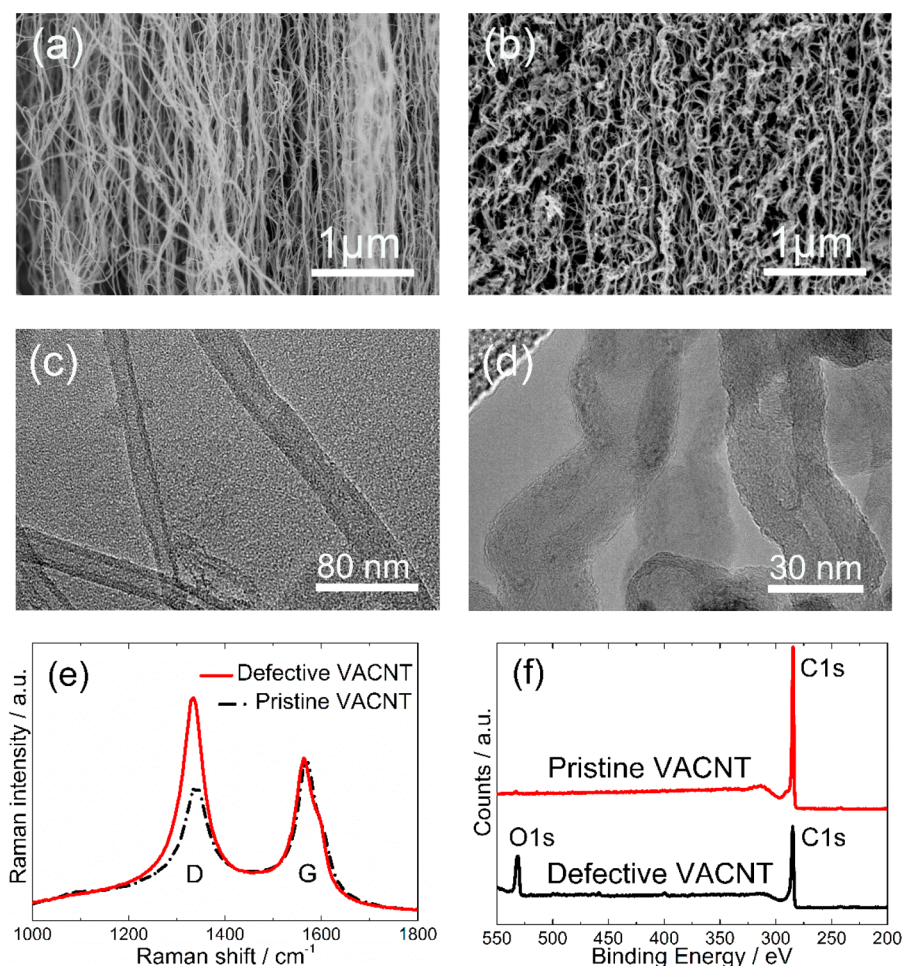 (a)
1μm
(b)
1μm
(c)
80 nm
(d)
30 nm
(e)
Defective VACNT
Pristine VACNT
D
G
Raman intensity / a.u.
1000 1200 1400 1600 1800
Raman shift / cm-1
(f)
C1s
Pristine VACNT
O1s
C1s
Defective VACNT
Counts / a.u.
550 500 450 400 350 300 250 200
Binding Energy / eV